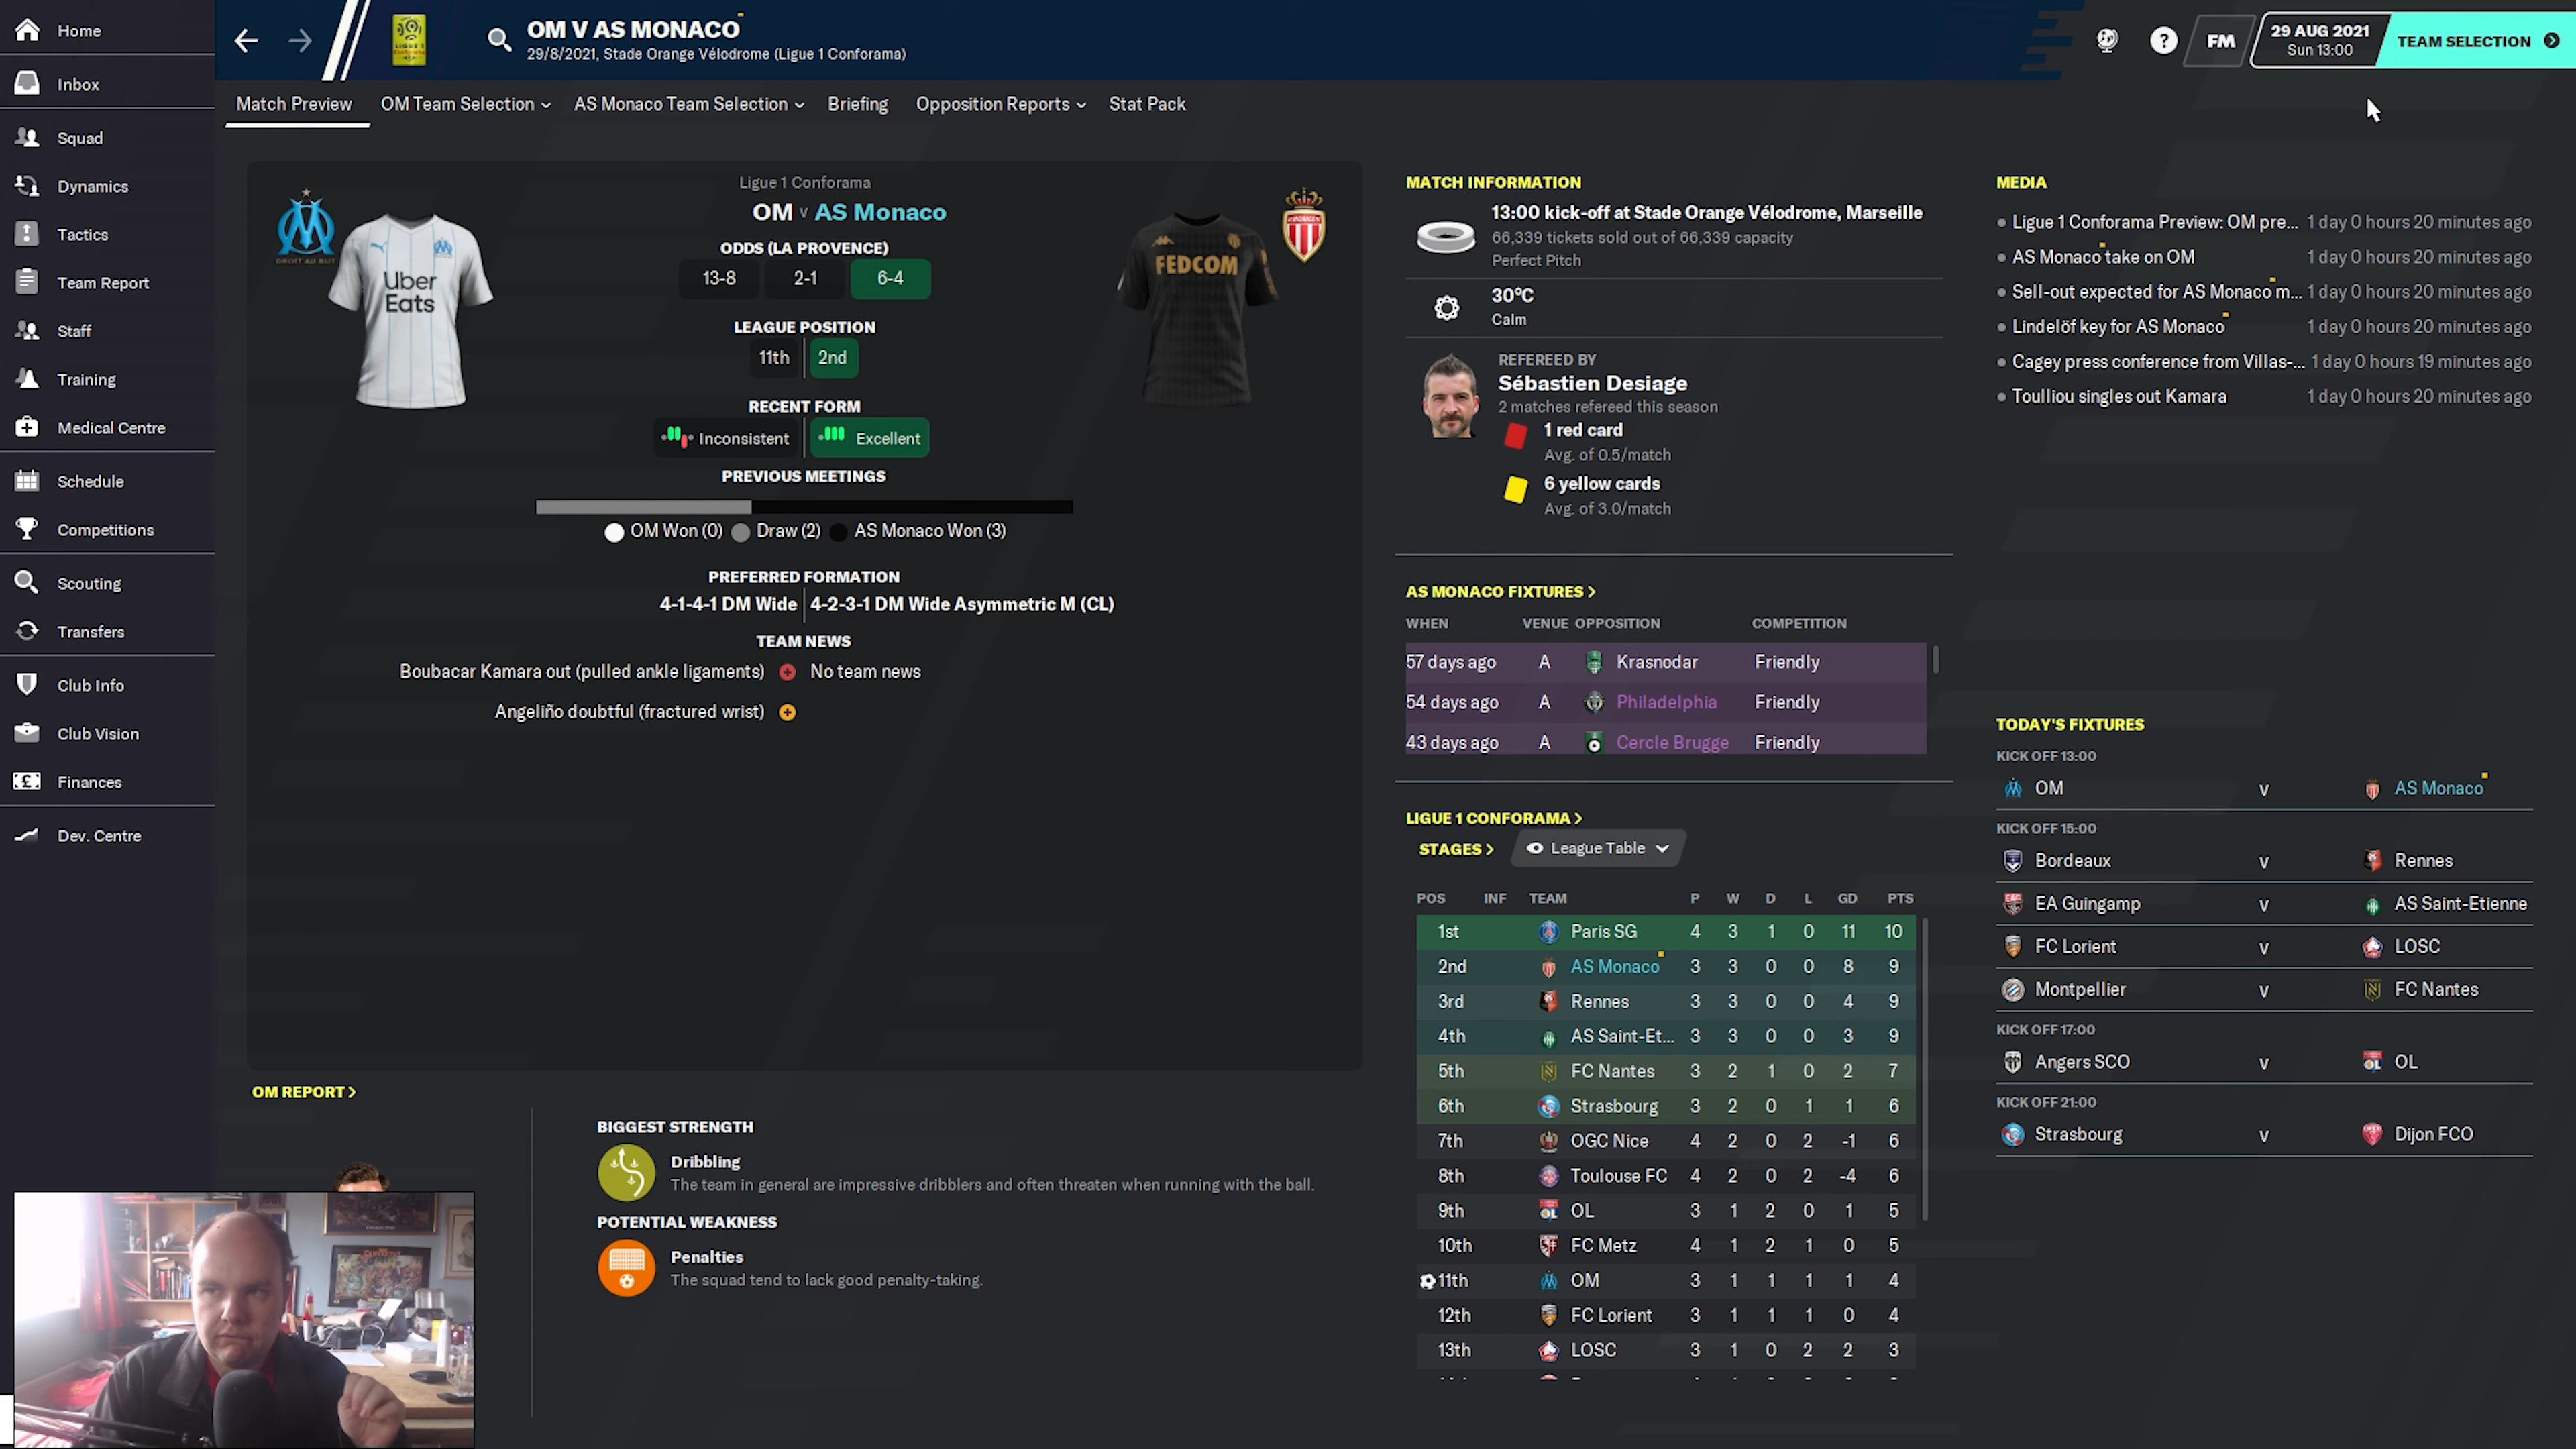 Home
Inbox
Squad
Dynamics
Tactics
Team Report
Staff
Training
Medical Centre
Schedule
Competitions
Scouting
Transfers
Club Info
Club Vision
Finances
Dev. Centre
OM V AS MONACO
29/8/2021, Stade Orange Vélodrome (Ligue 1 Conforama)
?
FM
29 AUG 2021
Sun 13:00
TEAM SELECTION
Match Preview OM Team Selection AS Monaco Team Selection Briefing Opposition Reports Stat Pack
Ligue 1 Conforama
OM v AS Monaco
ODDS (LA PROVENCE)
13-8 2-1 6-4
LEAGUE POSITION
11th 2nd
RECENT FORM
Inconsistent Excellent
PREVIOUS MEETINGS
OM Won (0) Draw (2) AS Monaco Won (3)
PREFERRED FORMATION
4-1-4-1 DM Wide 4-2-3-1 DM Wide Asymmetric M (CL)
TEAM NEWS
Boubacar Kamara out (pulled ankle ligaments) No team news
Angeliño doubtful (fractured wrist)
DROIT AU BUT
Uber
Eats
FEDCOM
OM REPORT >
BIGGEST STRENGTH
Dribbling
The team in general are impressive dribblers and often threaten when running with the ball.
POTENTIAL WEAKNESS
Penalties
The squad tend to lack good penalty-taking.
MATCH INFORMATION
13:00 kick-off at Stade Orange Vélodrome, Marseille
66,339 tickets sold out of 66,339 capacity
Perfect Pitch
30°C
Calm
REFEREED BY
Sébastien Desiage
2 matches refereed this season
1 red card
Avg. of 0.5/match
6 yellow cards
Avg. of 3.0/match
AS MONACO FIXTURES >
WHEN VENUE OPPOSITION COMPETITION
57 days ago A Krasnodar Friendly
54 days ago A Philadelphia Friendly
43 days ago A Cercle Brugge Friendly
LIGUE 1 CONFORAMA >
STAGES > League Table
POS INF TEAM P W D L GD PTS
1st Paris SG 4 3 1 0 11 10
2nd AS Monaco 3 3 0 0 8 9
3rd Rennes 3 3 0 0 4 9
4th AS Saint-Et... 3 3 0 0 3 9
5th FC Nantes 3 2 1 0 2 7
6th Strasbourg 3 2 0 1 1 6
7th OGC Nice 4 2 0 2 -1 6
8th Toulouse FC 4 2 0 2 -4 6
9th OL 3 1 2 0 1 5
10th FC Metz 4 1 2 1 0 5
11th OM 3 1 1 1 1 4
12th FC Lorient 3 1 1 1 0 4
13th LOSC 3 1 0 2 2 3
MEDIA
Ligue 1 Conforama Preview: OM pre... 1 day 0 hours 20 minutes ago
AS Monaco take on OM 1 day 0 hours 20 minutes ago
Sell-out expected for AS Monaco m... 1 day 0 hours 20 minutes ago
Lindelöf key for AS Monaco 1 day 0 hours 20 minutes ago
Cagey press conference from Villas-... 1 day 0 hours 19 minutes ago
Toulliou singles out Kamara 1 day 0 hours 20 minutes ago
TODAY'S FIXTURES
KICK OFF 13:00
OM v AS Monaco
KICK OFF 15:00
Bordeaux v Rennes
EA Guingamp v AS Saint-Etienne
FC Lorient v LOSC
Montpellier v FC Nantes
KICK OFF 17:00
Angers SCO v OL
KICK OFF 21:00
Strasbourg v Dijon FCO